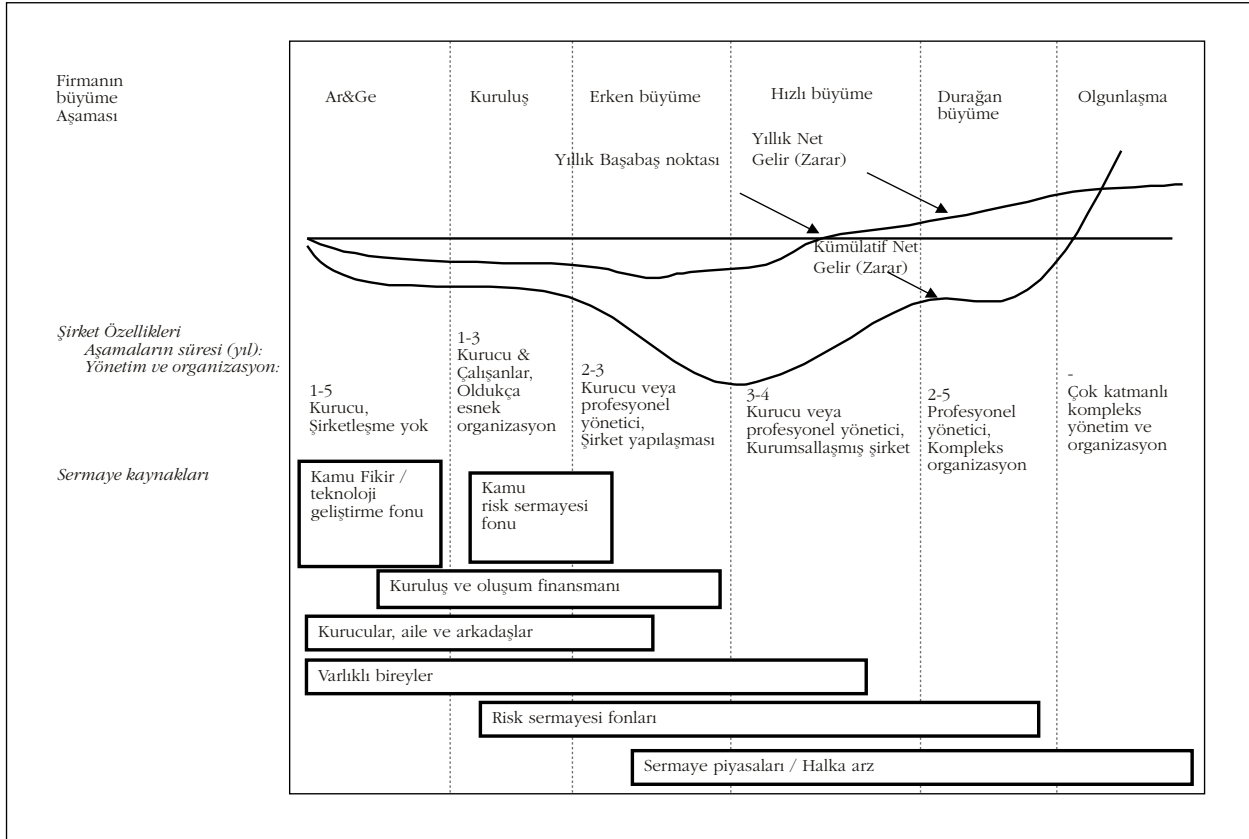 Firmanın
büyüme
Aşaması
Ar&Ge
Kuruluş
Erken büyüme
Hızlı büyüme
Durağan
büyüme
Olgunlaşma
Yıllık Başabaş noktası
Yıllık Net
Gelir (Zarar)
Kümülatif Net
Gelir (Zarar)
Şirket Özellikleri
Aşamaların süresi (yıl):
Yönetim ve organizasyon:
1-5
Kurucu,
Şirketleşme yok
1-3
Kurucu &
Çalışanlar,
Oldukça
esnek
organizasyon
2-3
Kurucu veya
profesyonel
yönetici,
Şirket yapılaşması
3-4
Kurucu veya
profesyonel yönetici,
Kurumsallaşmış şirket
2-5
Profesyonel
yönetici,
Kompleks
organizasyon
-
Çok katmanlı
kompleks
yönetim ve
organizasyon
Sermaye kaynakları
Kamu Fikir /
teknoloji
geliştirme fonu
Kamu
risk sermayesi
fonu
Kuruluş ve oluşum finansmanı
Kurucular, aile ve arkadaşlar
Varlıklı bireyler
Risk sermayesi fonları
Sermaye piyasaları / Halka arz